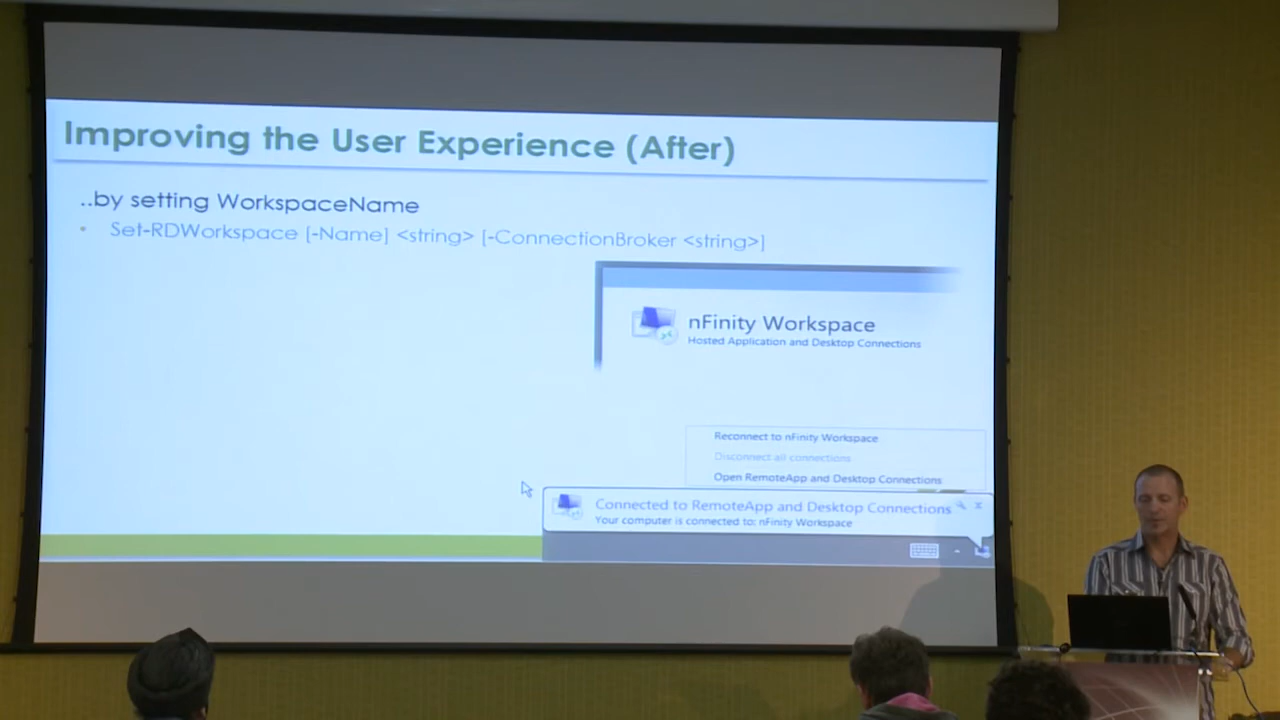 Improving the User Experience (After)
..by setting WorkspaceName
• Set-RDWorkspace [-Name] <string> [-ConnectionBroker <string>]
nFinity Workspace
Hosted Application and Desktop Connections
Reconnect to nFinity Workspace
Disconnect all connections
Open RemoteApp and Desktop Connections
Connected to RemoteApp and Desktop Connections
Your computer is connected to: nFinity Workspace